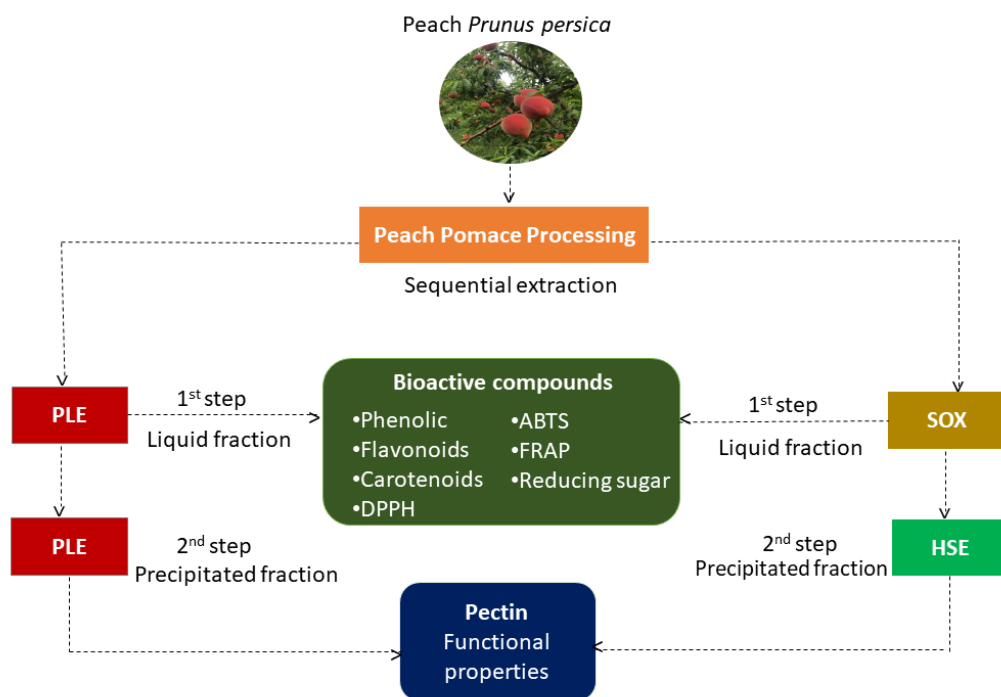 Peach Prunus persica
Peach Pomace Processing
Sequential extraction
PLE
1st step
Liquid fraction
Bioactive compounds
•Phenolic
•Flavonoids
•Carotenoids
•DPPH
•ABTS
•FRAP
•Reducing sugar
1st step
Liquid fraction
SOX
PLE
2nd step
Precipitated fraction
2nd step
Precipitated fraction
HSE
Pectin
Functional
properties